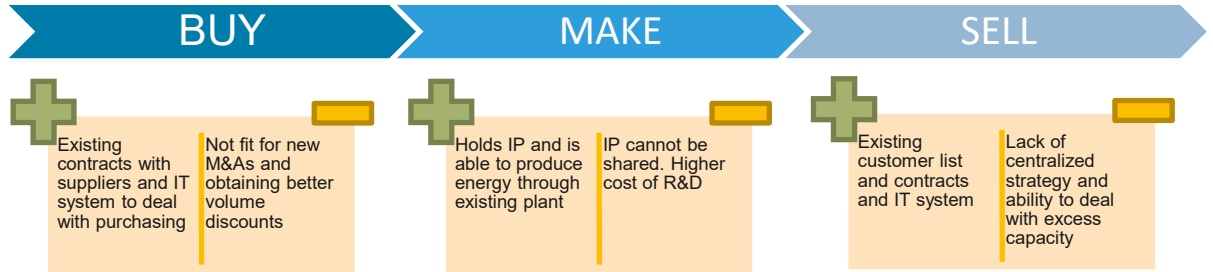 BUY
MAKE
SELL
Existing
contracts with
suppliers and IT
system to deal
with purchasing
Not fit for new
M&As and
obtaining better
volume
discounts
Holds IP and is
able to produce
energy through
existing plant
IP cannot be
shared. Higher
cost of R&D
Existing
customer list
and contracts
and IT system
Lack of
centralized
strategy and
ability to deal
with excess
capacity